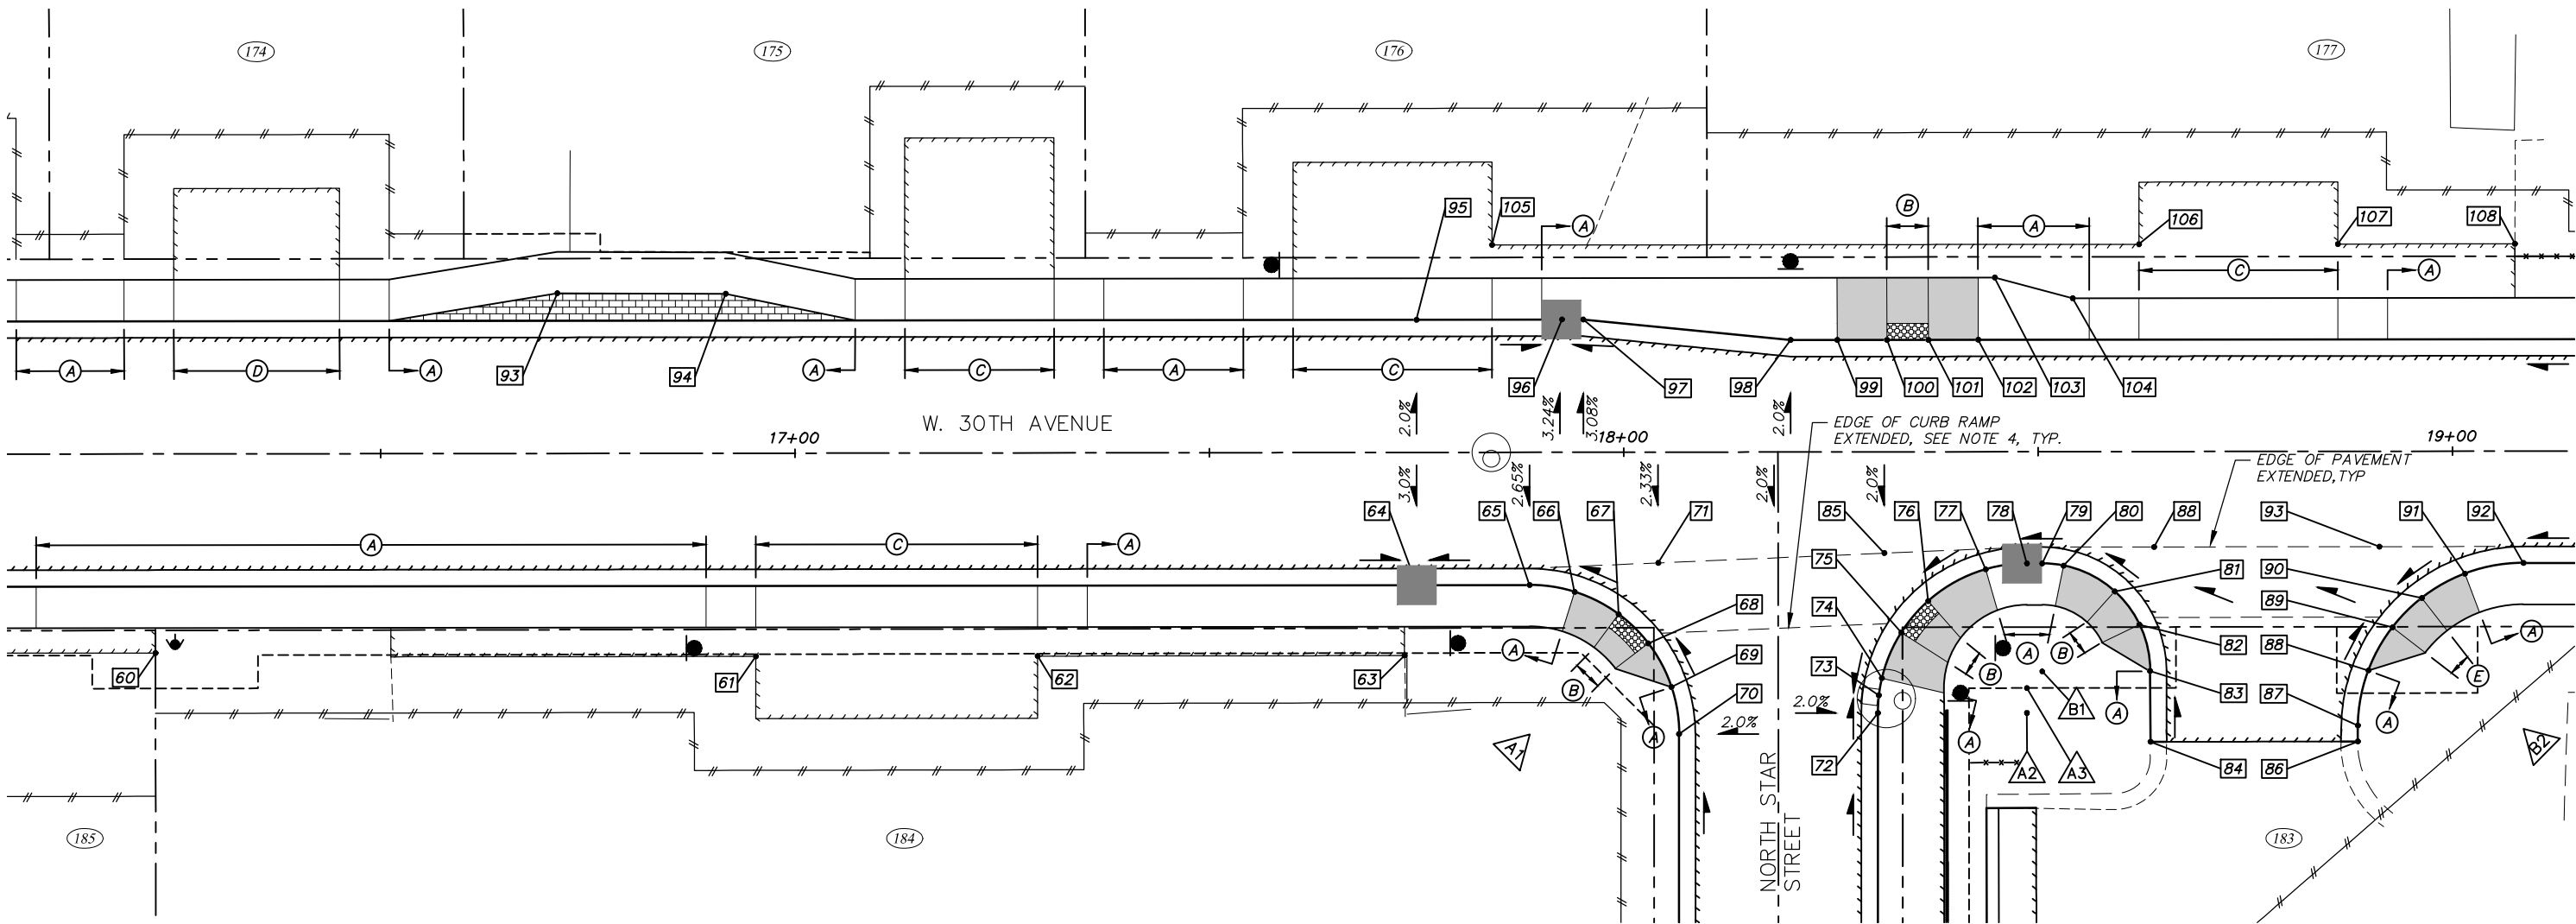 174
175
176
177
95
105
A
B
A
106
107
108
C
A
A
D
A
93
94
A
C
A
C
96
97
98
99
100
101
102
103
104
W. 30TH AVENUE
2.0%
3.24%
3.08%
2.0%
EDGE OF CURB RAMP
EXTENDED, SEE NOTE 4, TYP.
17+00
18+00
19+00
EDGE OF PAVEMENT
EXTENDED,TYP
3.0%
2.65%
2.33%
2.0%
2.0%
64
65
66
67
71
85
76
77
78
79
80
88
93
91
92
A
C
A
75
81
90
74
68
89
82
A
60
61
62
63
A
B
69
73
B
A
B
88
E
83
87
A
70
2.0%
2.0%
B1
A
A
A
A
A1
72
A2
A3
84
86
B2
NORTH STAR
STREET
185
184
183